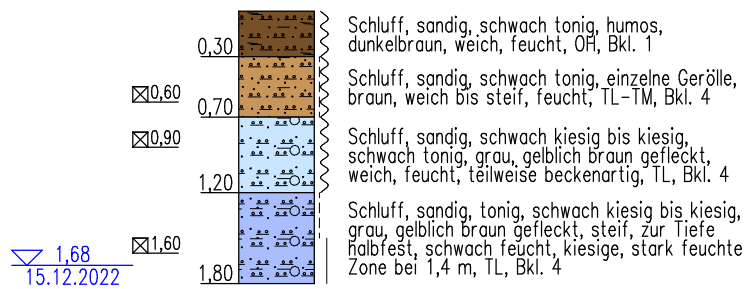 Schluff, sandig, schwach tonig, humos,
dunkelbraun, weich, feucht, OH, Bkl. 1
0,30
Schluff, sandig, schwach tonig, einzelne Gerölle,
braun, weich bis steif, feucht, TL-TM, Bkl. 4
0,60
0,70
Schluff, sandig, schwach kiesig bis kiesig,
schwach tonig, grau, gelblich braun gefleckt,
weich, feucht, teilweise beckenartig, TL, Bkl. 4
0,90
1,20
Schluff, sandig, tonig, schwach kiesig bis kiesig,
grau, gelblich braun gefleckt, steif, zur Tiefe
halbfest, schwach feucht, kiesige, stark feuchte
Zone bei 1,4 m, TL, Bkl. 4
1,60
1,68
15.12.2022
1,80